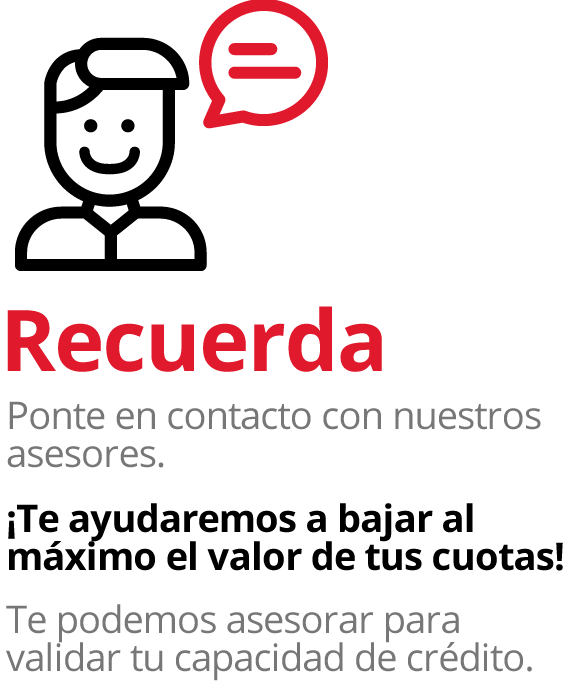 Recuerda
Ponte en contacto con nuestros
asesores.
¡Te ayudaremos a bajar al
máximo el valor de tus cuotas!
Te podemos asesorar para
validar tu capacidad de crédito.